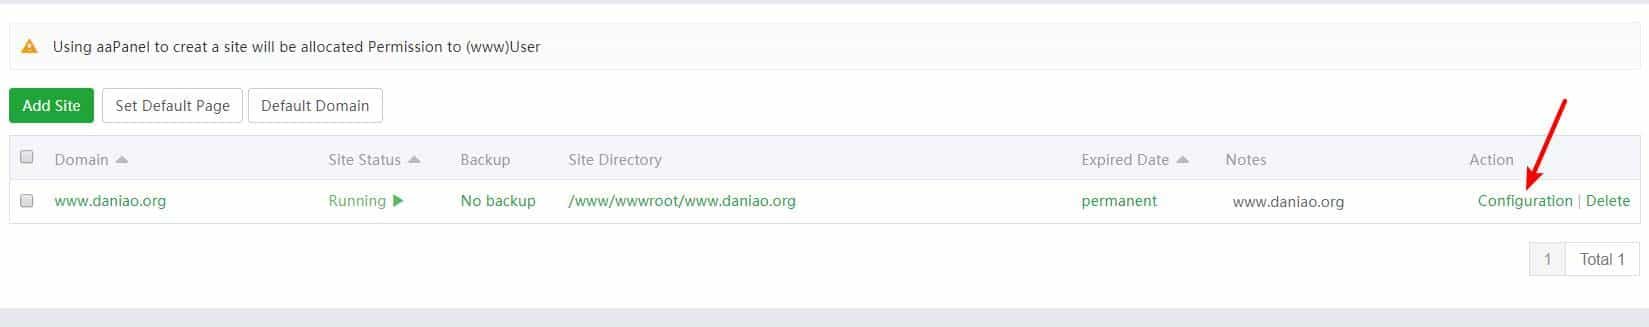 Using aaPanel to creat a site will be allocated Permission to (www)User
Add Site Set Default Page Default Domain
Domain Site Status Backup Site Directory Expired Date Notes Action
www.daniao.org Running No backup /www/wwwroot/www.daniao.org permanent www.daniao.org Configuration | Delete
1 Total 1